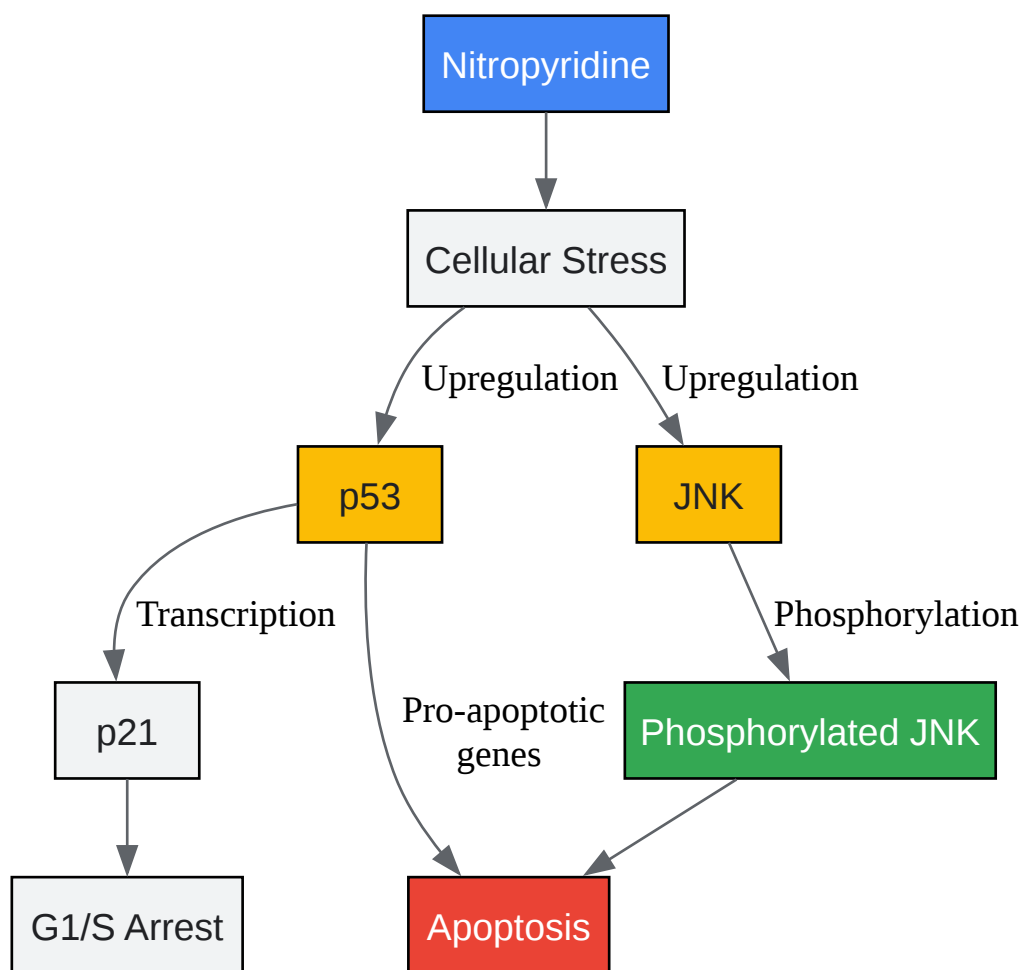 Nitropyridine
Cellular Stress
Upregulation
Upregulation
p53
JNK
Transcription
Phosphorylation
Pro-apoptotic
genes
p21
Phosphorylated JNK
G1/S Arrest
Apoptosis